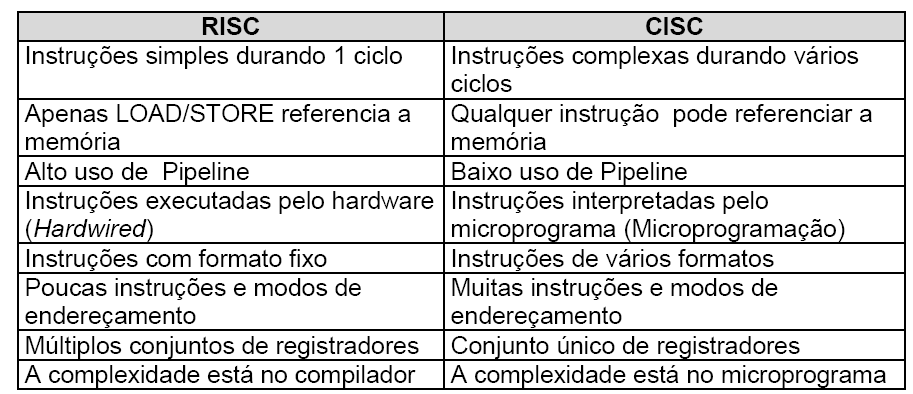 RISC CISC
Instruções simples durando 1 ciclo Instruções complexas durando vários
ciclos
Apenas LOAD/STORE referencia a Qualquer instrução pode referenciar a
memória memória
Alto uso de Pipeline Baixo uso de Pipeline
Instruções executadas pelo hardware Instruções interpretadas pelo
(Hardwired) microprograma (Microprogramação)
Instruções com formato fixo Instruções de vários formatos
Poucas instruções e modos de Muitas instruções e modos de
endereçamento endereçamento
Múltiplos conjuntos de registradores Conjunto único de registradores
A complexidade está no compilador A complexidade está no microprograma